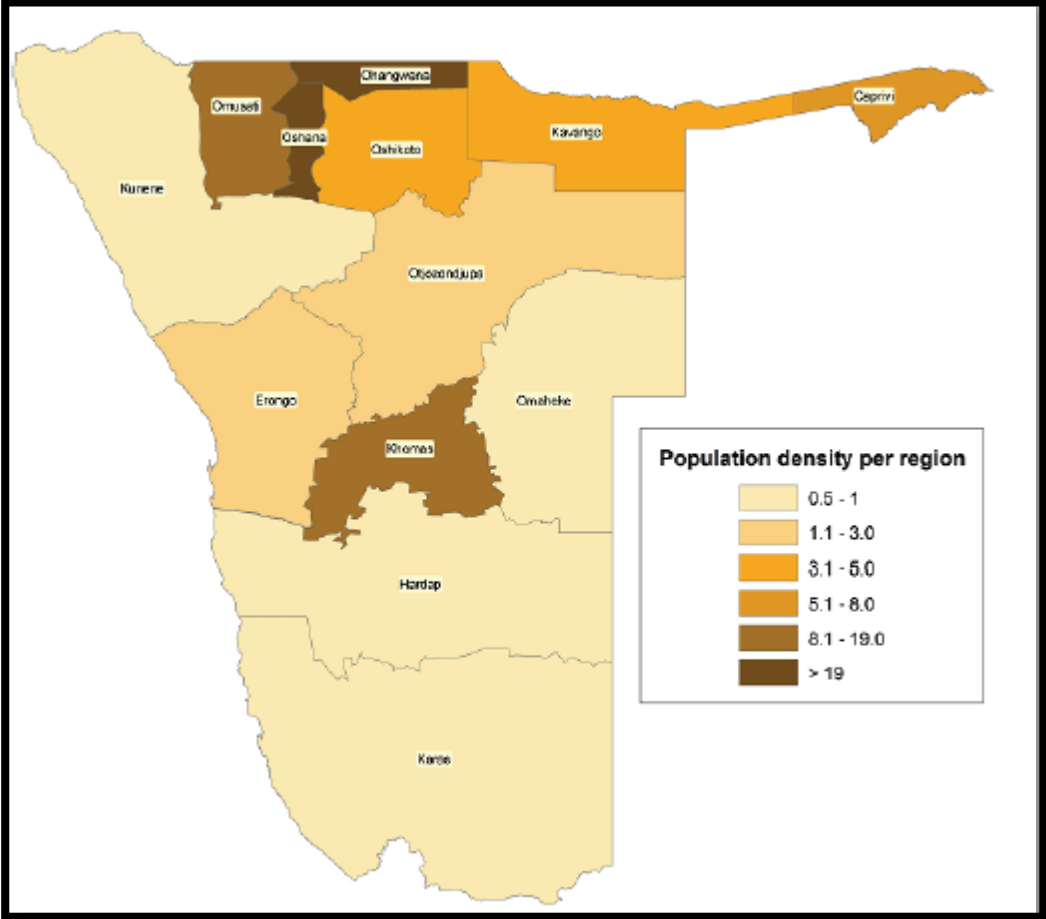 Ohangwena
Caprivi
Omusati
Oshana
Kavango
Oshikoto
Kunene
Otjozondjupa
Erongo
Omaheke
Khomas
Population density per region
0.5 - 1
1.1 - 3.0
3.1 - 5.0
5.1 - 8.0
8.1 - 19.0
> 19
Hardap
Karas